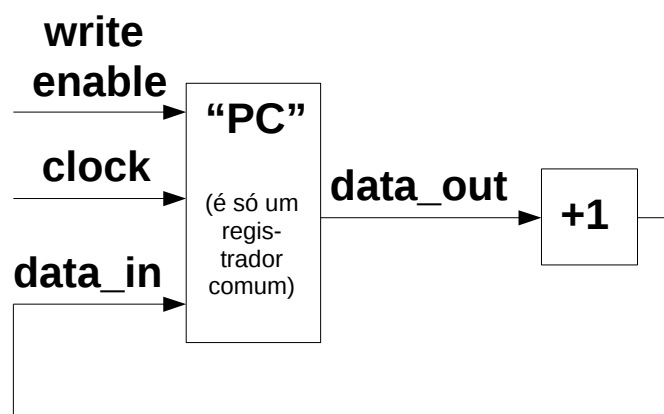 write
enable
clock
data_in
“PC”
(é só um
regis-
trador
comum)
data_out
+1